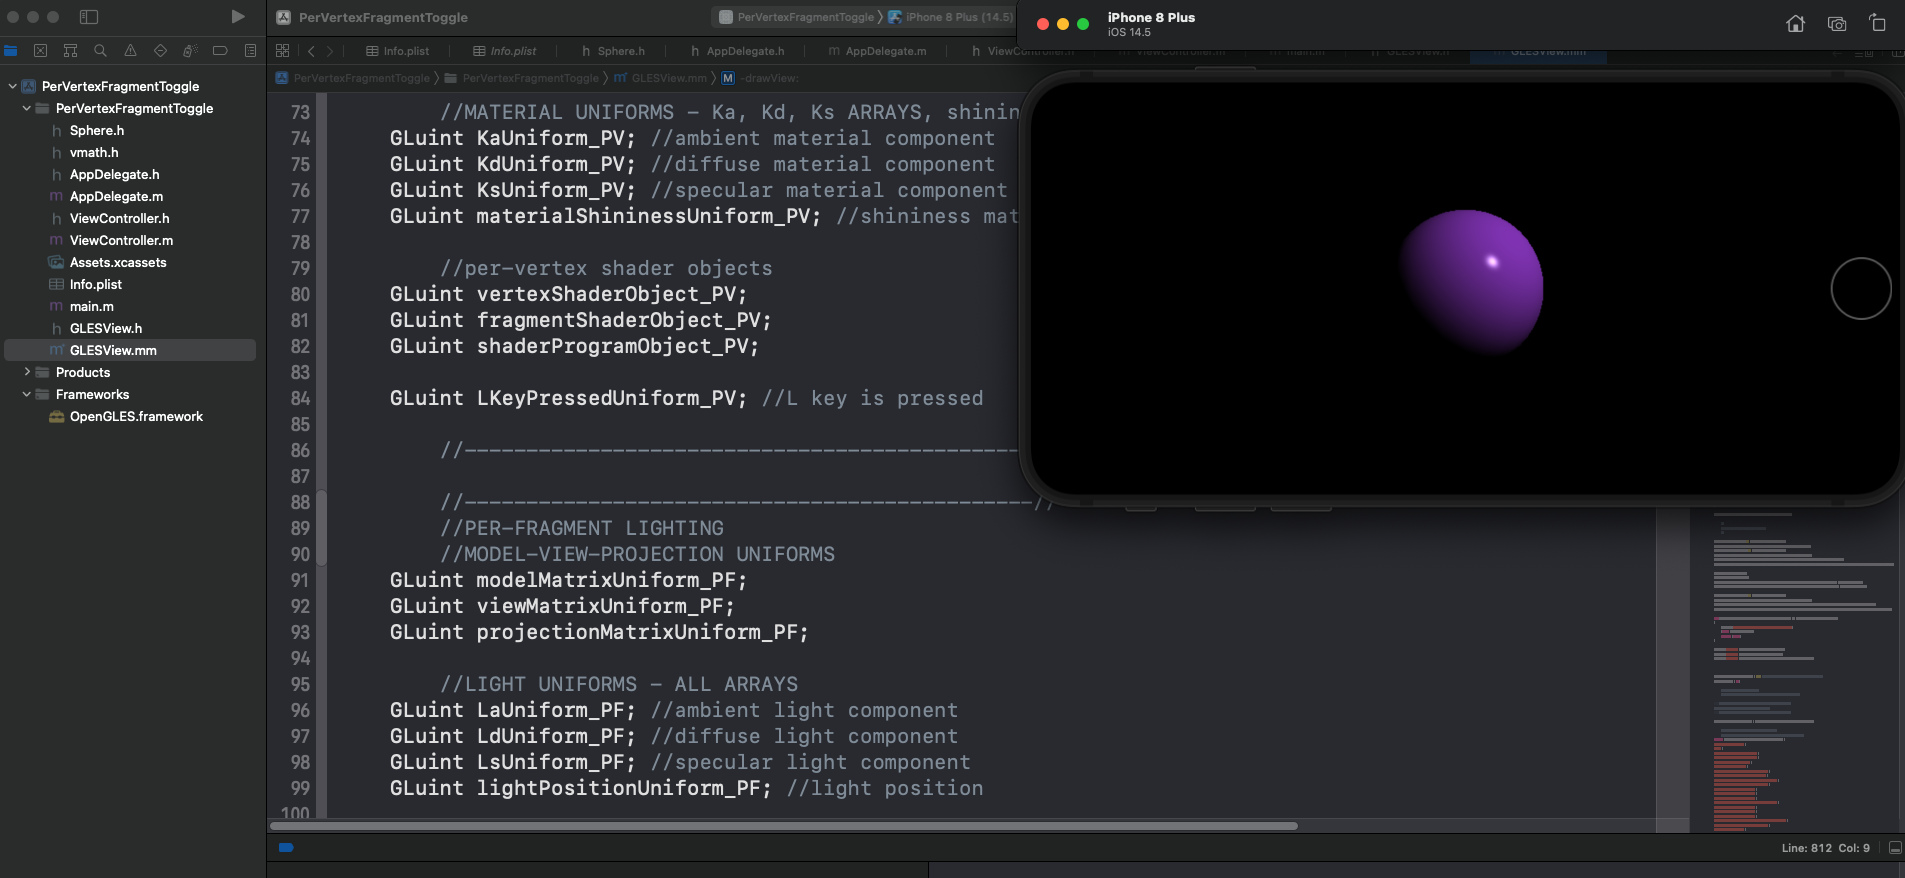 PerVertexFragmentToggle
PerVertexFragmentToggle
iPhone 8 Plus (14.5)
iPhone 8 Plus
iOS 14.5
Info.plist
Info.plist
h Sphere.h
h AppDelegate.h
m AppDelegate.m
h ViewController.h
ViewController.m
main.m
GLESView.h
GLESView.mm
PerVertexFragmentToggle
PerVertexFragmentToggle
GLESView.mm
M -drawView:
PerVertexFragmentToggle
PerVertexFragmentToggle
h Sphere.h
h vmath.h
h AppDelegate.h
m AppDelegate.m
h ViewController.h
m ViewController.m
Assets.xcassets
Info.plist
m main.m
h GLESView.h
m GLESView.mm
Products
Frameworks
OpenGLES.framework
73 //MATERIAL UNIFORMS - Ka, Kd, Ks ARRAYS, shinin
74 GLuint KaUniform_PV; //ambient material component
75 GLuint KdUniform_PV; //diffuse material component
76 GLuint KsUniform_PV; //specular material component
77 GLuint materialShininessUniform_PV; //shininess mat
78
79 //per-vertex shader objects
80 GLuint vertexShaderObject_PV;
81 GLuint fragmentShaderObject_PV;
82 GLuint shaderProgramObject_PV;
83
84 GLuint LKeyPressedUniform_PV; //L key is pressed
85
86 //---------------------------------------------
87
88 //----------------------------------------------//
89 //PER-FRAGMENT LIGHTING
90 //MODEL-VIEW-PROJECTION UNIFORMS
91 GLuint modelMatrixUniform_PF;
92 GLuint viewMatrixUniform_PF;
93 GLuint projectionMatrixUniform_PF;
94
95 //LIGHT UNIFORMS - ALL ARRAYS
96 GLuint LaUniform_PF; //ambient light component
97 GLuint LdUniform_PF; //diffuse light component
98 GLuint LsUniform_PF; //specular light component
99 GLuint lightPositionUniform_PF; //light position
100
Line: 812 Col: 9